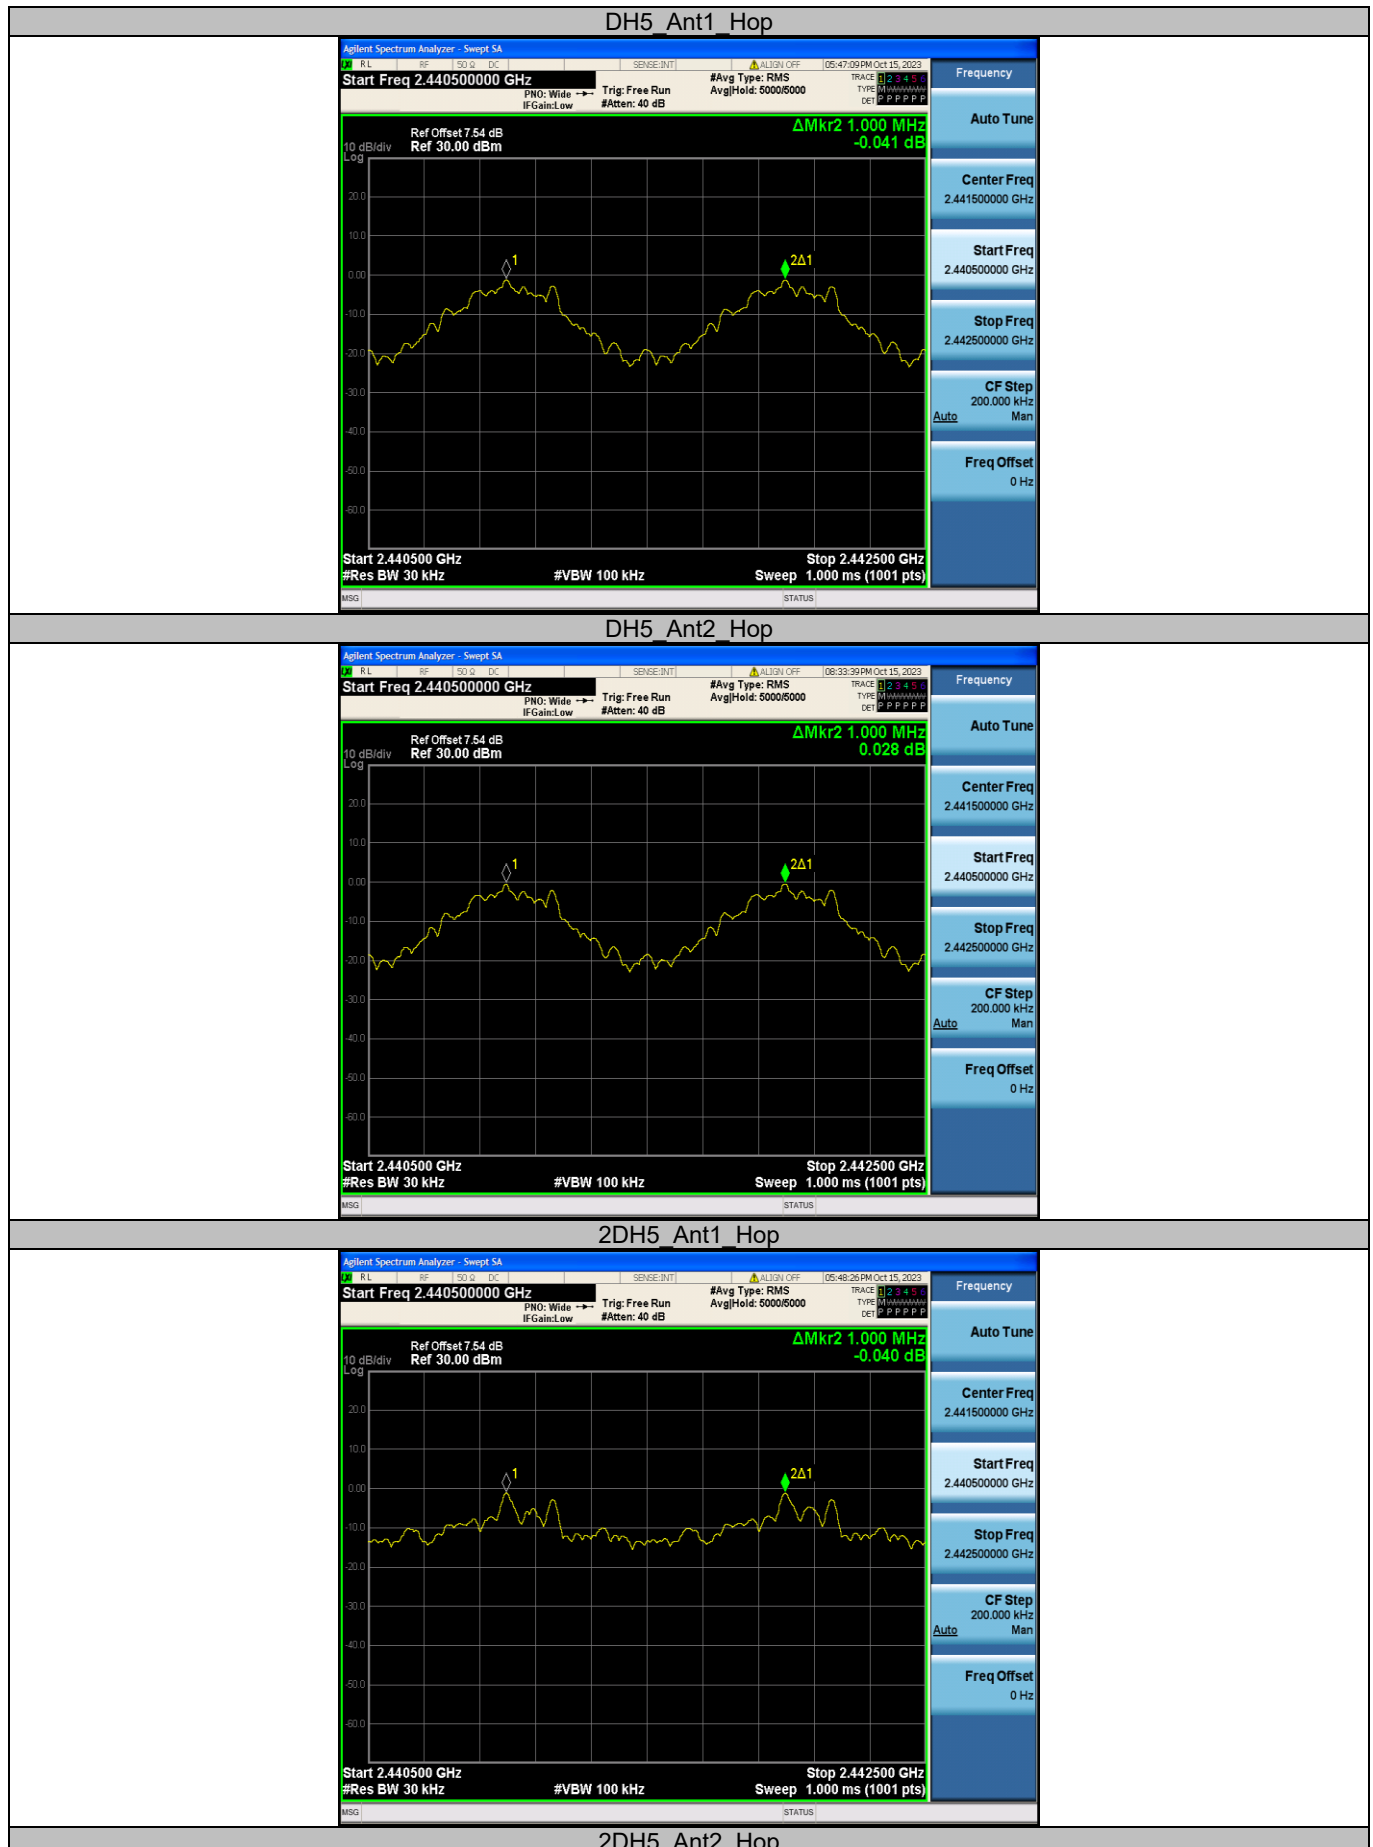 DH5_Ant1_Hop
Agilent Spectrum Analyzer - Swept SA
RL RF 50 Ω DC SENSE:INT ALIGN OFF 05:47:09 PM Oct 15, 2023
Start Freq 2.440500000 GHz
PNO: Wide
IFGain:Low
Trig: Free Run
#Atten: 40 dB
#Avg Type: RMS
Avg|Hold: 5000/5000
TRACE 1 2 3 4 5 6
TYPE M
DET P P P P P P
ΔMkr2 1.000 MHz
-0.041 dB
Ref Offset 7.54 dB
10 dB/div Ref 30.00 dBm
Log
20.0
10.0
0.00
-10.0
-20.0
-30.0
-40.0
-50.0
-60.0
1
2Δ1
Start 2.440500 GHz Stop 2.442500 GHz
#Res BW 30 kHz #VBW 100 kHz Sweep 1.000 ms (1001 pts)
MSG STATUS
Frequency
Auto Tune
Center Freq
2.441500000 GHz
Start Freq
2.440500000 GHz
Stop Freq
2.442500000 GHz
CF Step
200.000 kHz
Auto Man
Freq Offset
0 Hz
DH5_Ant2_Hop
Agilent Spectrum Analyzer - Swept SA
RL RF 50 Ω DC SENSE:INT ALIGN OFF 08:33:39 PM Oct 15, 2023
Start Freq 2.440500000 GHz
PNO: Wide
IFGain:Low
Trig: Free Run
#Atten: 40 dB
#Avg Type: RMS
Avg|Hold: 5000/5000
TRACE 1 2 3 4 5 6
TYPE M
DET P P P P P P
ΔMkr2 1.000 MHz
0.028 dB
Ref Offset 7.54 dB
10 dB/div Ref 30.00 dBm
Log
20.0
10.0
0.00
-10.0
-20.0
-30.0
-40.0
-50.0
-60.0
1
2Δ1
Start 2.440500 GHz Stop 2.442500 GHz
#Res BW 30 kHz #VBW 100 kHz Sweep 1.000 ms (1001 pts)
MSG STATUS
Frequency
Auto Tune
Center Freq
2.441500000 GHz
Start Freq
2.440500000 GHz
Stop Freq
2.442500000 GHz
CF Step
200.000 kHz
Auto Man
Freq Offset
0 Hz
2DH5_Ant1_Hop
Agilent Spectrum Analyzer - Swept SA
RL RF 50 Ω DC SENSE:INT ALIGN OFF 05:48:26 PM Oct 15, 2023
Start Freq 2.440500000 GHz
PNO: Wide
IFGain:Low
Trig: Free Run
#Atten: 40 dB
#Avg Type: RMS
Avg|Hold: 5000/5000
TRACE 1 2 3 4 5 6
TYPE M
DET P P P P P P
ΔMkr2 1.000 MHz
-0.040 dB
Ref Offset 7.54 dB
10 dB/div Ref 30.00 dBm
Log
20.0
10.0
0.00
-10.0
-20.0
-30.0
-40.0
-50.0
-60.0
1
2Δ1
Start 2.440500 GHz Stop 2.442500 GHz
#Res BW 30 kHz #VBW 100 kHz Sweep 1.000 ms (1001 pts)
MSG STATUS
Frequency
Auto Tune
Center Freq
2.441500000 GHz
Start Freq
2.440500000 GHz
Stop Freq
2.442500000 GHz
CF Step
200.000 kHz
Auto Man
Freq Offset
0 Hz
2DH5_Ant2_Hop